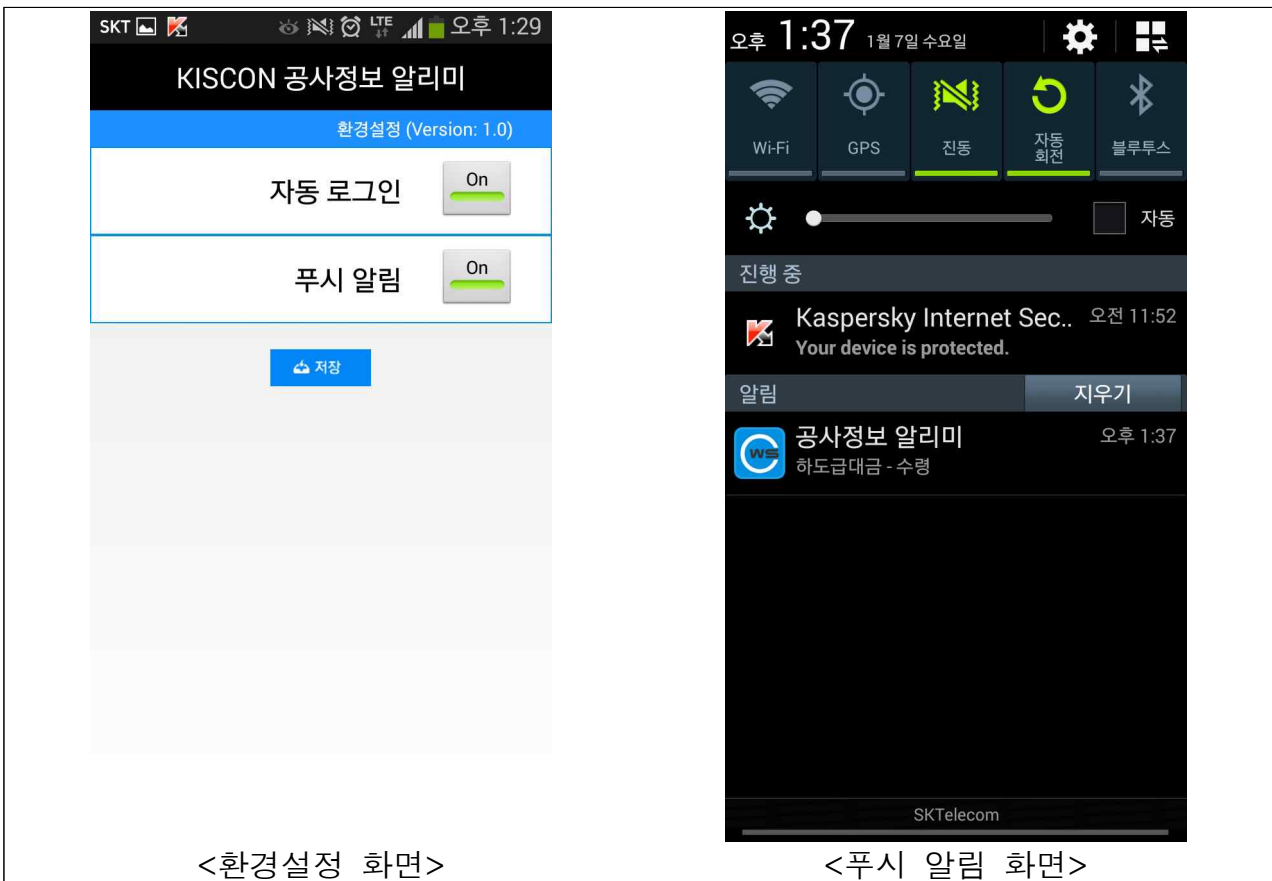 SKT LTE 오후 1:29
KISCON 공사정보 알리미
환경설정 (Version: 1.0)
자동 로그인 On
푸시 알림 On
저장
<환경설정 화면>
오후 1:37 1월 7일 수요일
Wi-Fi GPS 진동 자동 회전 블루투스
자동
진행 중
Kaspersky Internet Sec.. 오전 11:52
Your device is protected.
알림 지우기
공사정보 알리미 오후 1:37
하도급대금 - 수령
SKTelecom
<푸시 알림 화면>